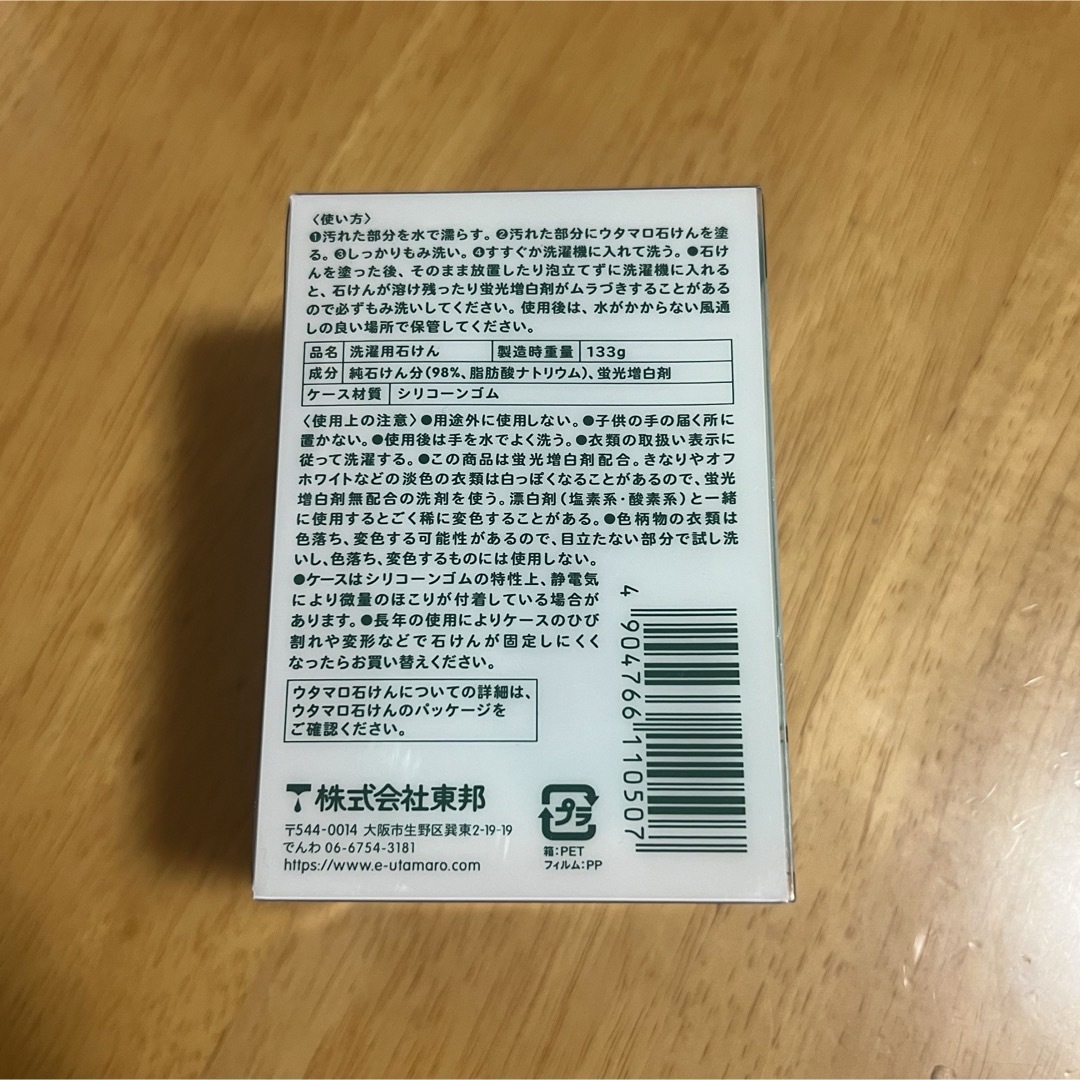 〈使い方〉
❶汚れた部分を水で濡らす。❷汚れた部分にウタマロ石けんを塗
る。❸しっかりもみ洗い。❹すすぐか洗濯機に入れて洗う。●石け
んを塗った後、そのまま放置したり泡立てずに洗濯機に入れる
と、石けんが溶け残ったり蛍光増白剤がムラづきすることがある
ので必ずもみ洗いしてください。使用後は、水がかからない風通
しの良い場所で保管してください。
品名 洗濯用石けん 製造時重量 133g
成分 純石けん分(98%、脂肪酸ナトリウム)、蛍光増白剤
ケース材質 シリコーンゴム
〈使用上の注意〉●用途外に使用しない。●子供の手の届く所に
置かない。●使用後は手を水でよく洗う。●衣類の取扱い表示に
従って洗濯する。●この商品は蛍光増白剤配合。きなりやオフ
ホワイトなどの淡色の衣類は白っぽくなることがあるので、蛍光
増白剤無配合の洗剤を使う。漂白剤(塩素系・酸素系)と一緒
に使用するとごく稀に変色することがある。●色柄物の衣類は
色落ち、変色する可能性があるので、目立たない部分で試し洗
いし、色落ち、変色するものには使用しない。
●ケースはシリコーンゴムの特性上、静電気
により微量のほこりが付着している場合が
あります。●長年の使用によりケースのひび
割れや変形などで石けんが固定しにくく
なったらお買い替えください。
ウタマロ石けんについての詳細は、
ウタマロ石けんのパッケージを
ご確認ください。
株式会社東邦
〒544-0014 大阪市生野区巽東2-19-19
でんわ 06-6754-3181
https://www.e-utamaro.com
プラ
箱:PET
フィルム:PP
4 904766 110507